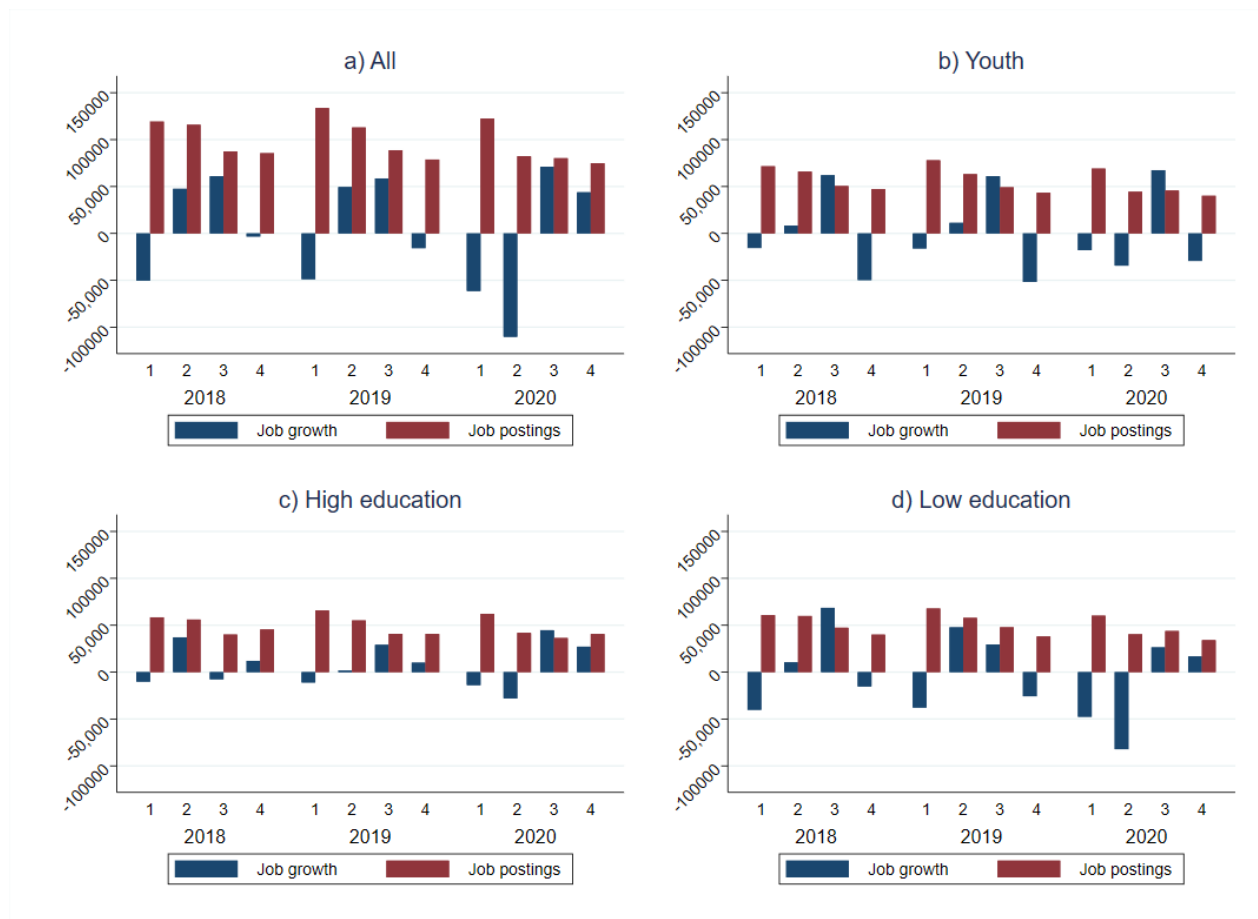 a) All
150000
100000
50,000
0
-50,000
-100000
1 2 3 4 1 2 3 4 1 2 3 4
2018 2019 2020
Job growth Job postings
b) Youth
150000
100000
50,000
0
-50,000
-100000
1 2 3 4 1 2 3 4 1 2 3 4
2018 2019 2020
Job growth Job postings
c) High education
150000
100000
50,000
0
-50,000
-100000
1 2 3 4 1 2 3 4 1 2 3 4
2018 2019 2020
Job growth Job postings
d) Low education
150000
100000
50,000
0
-50,000
-100000
1 2 3 4 1 2 3 4 1 2 3 4
2018 2019 2020
Job growth Job postings